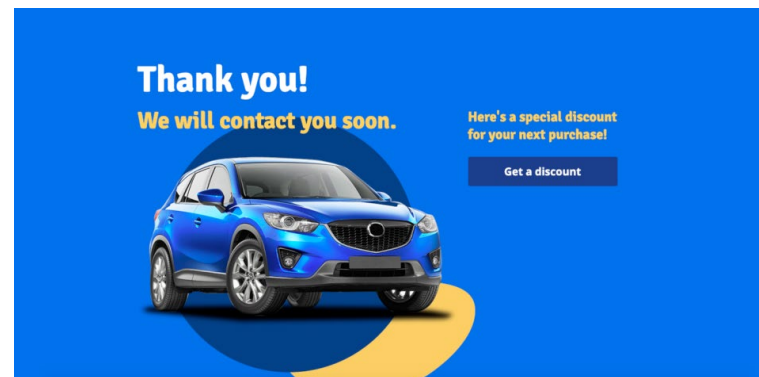 Thank you!
We will contact you soon.
Here's a special discount
for your next purchase!
Get a discount